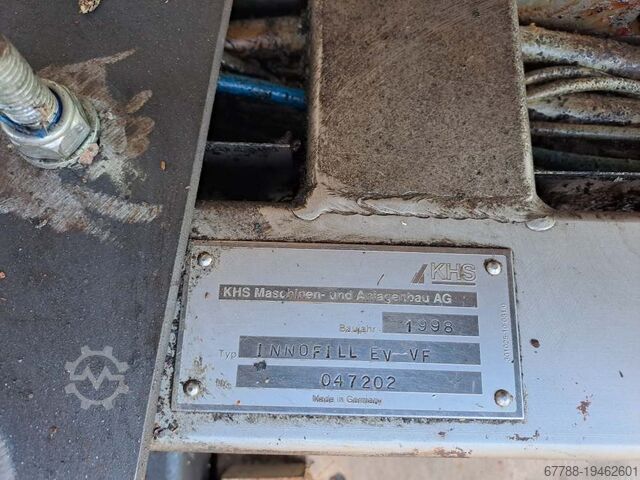 KHS
KHS Maschinen- und Anlagenbau AG
Baujahr 1998
Typ INNOFILL EV-VF
047202
Made in Germany
67788-19462601